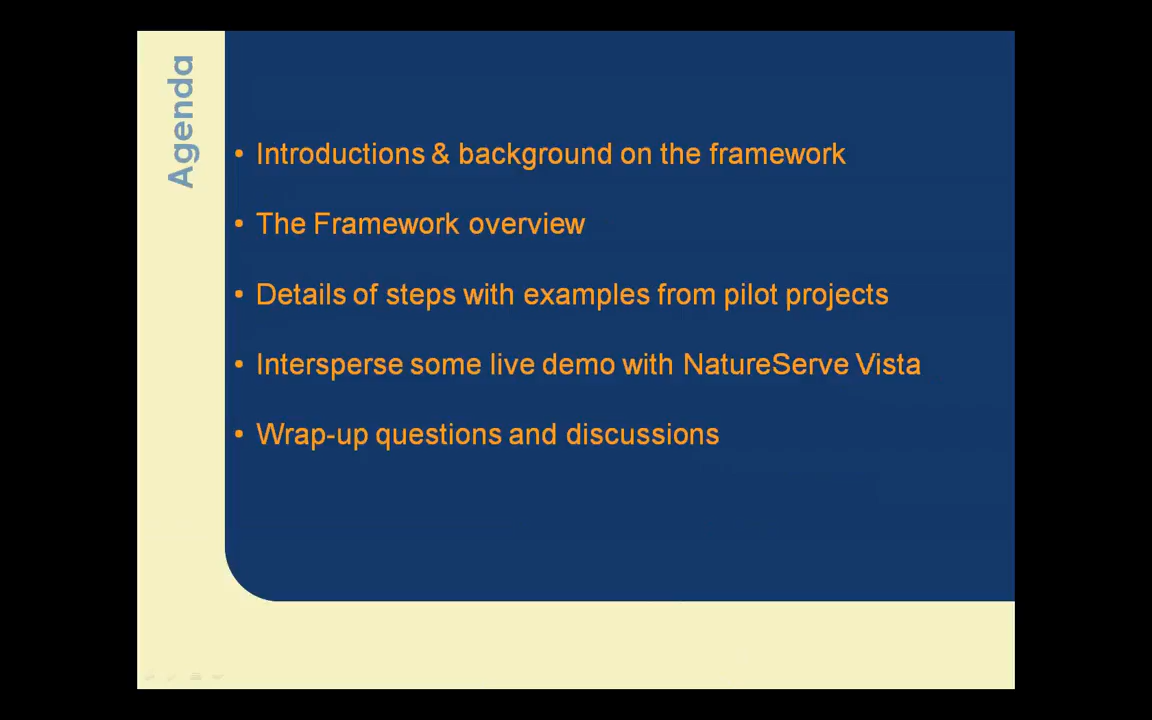 Agenda
• Introductions & background on the framework
• The Framework overview
• Details of steps with examples from pilot projects
• Intersperse some live demo with NatureServe Vista
• Wrap-up questions and discussions